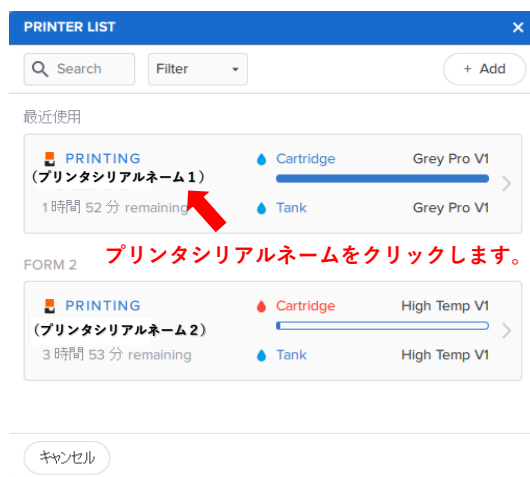 PRINTER LIST ×
Search Filter + Add
最近使用
PRINTING Cartridge Grey Pro V1
(プリンタシリアルネーム1)
1 時間 52 分 remaining Tank Grey Pro V1
プリンタシリアルネームをクリックします。
FORM 2
PRINTING Cartridge High Temp V1
(プリンタシリアルネーム2)
3 時間 53 分 remaining Tank High Temp V1
キャンセル